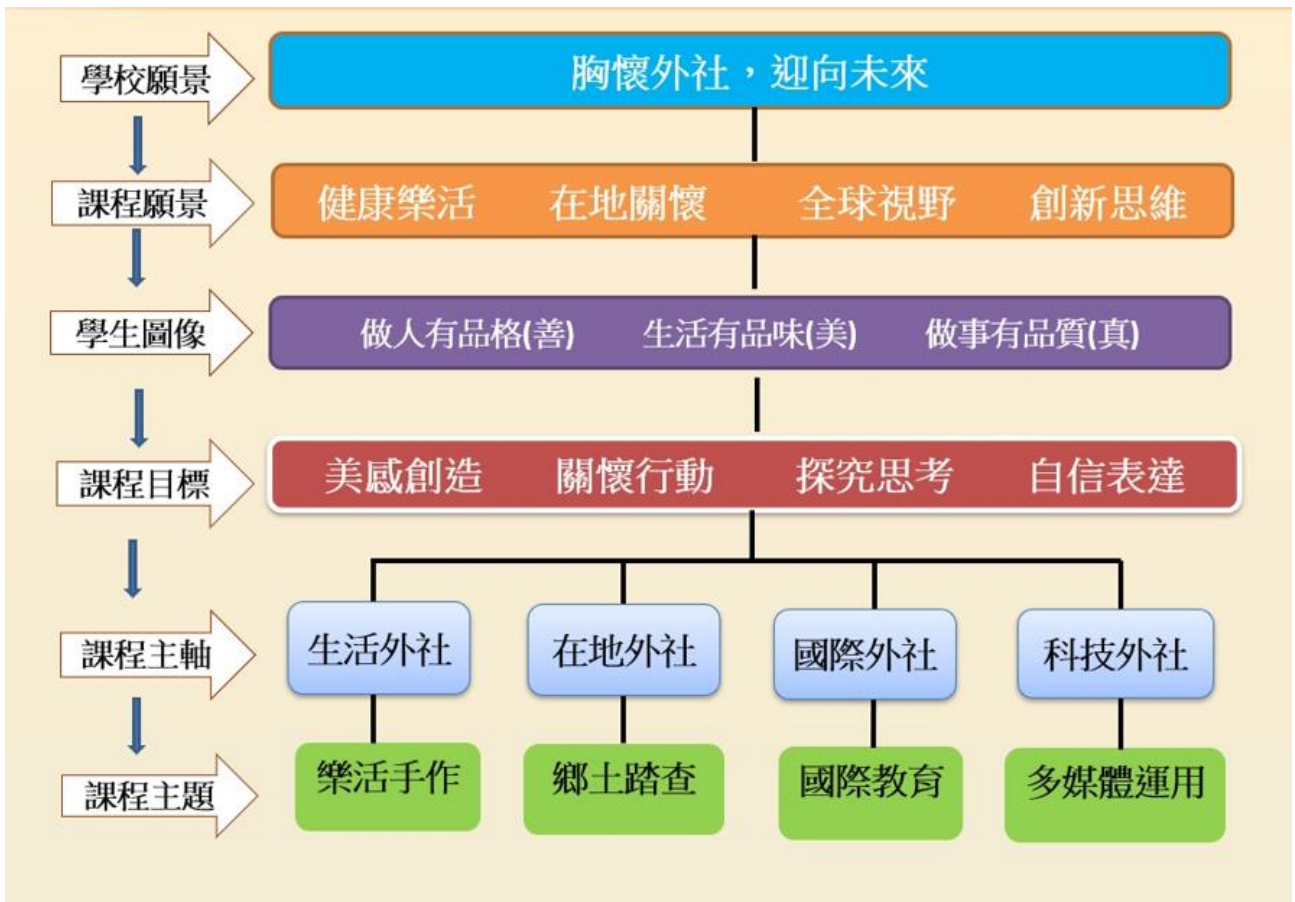 學校願景
胸懷外社，迎向未來
課程願景
健康樂活 在地關懷 全球視野 創新思維
學生圖像
做人有品格(善) 生活有品味(美) 做事有品質(真)
課程目標
美感創造 關懷行動 探究思考 自信表達
課程主軸
生活外社 在地外社 國際外社 科技外社
課程主題
樂活手作 鄉土踏查 國際教育 多媒體運用